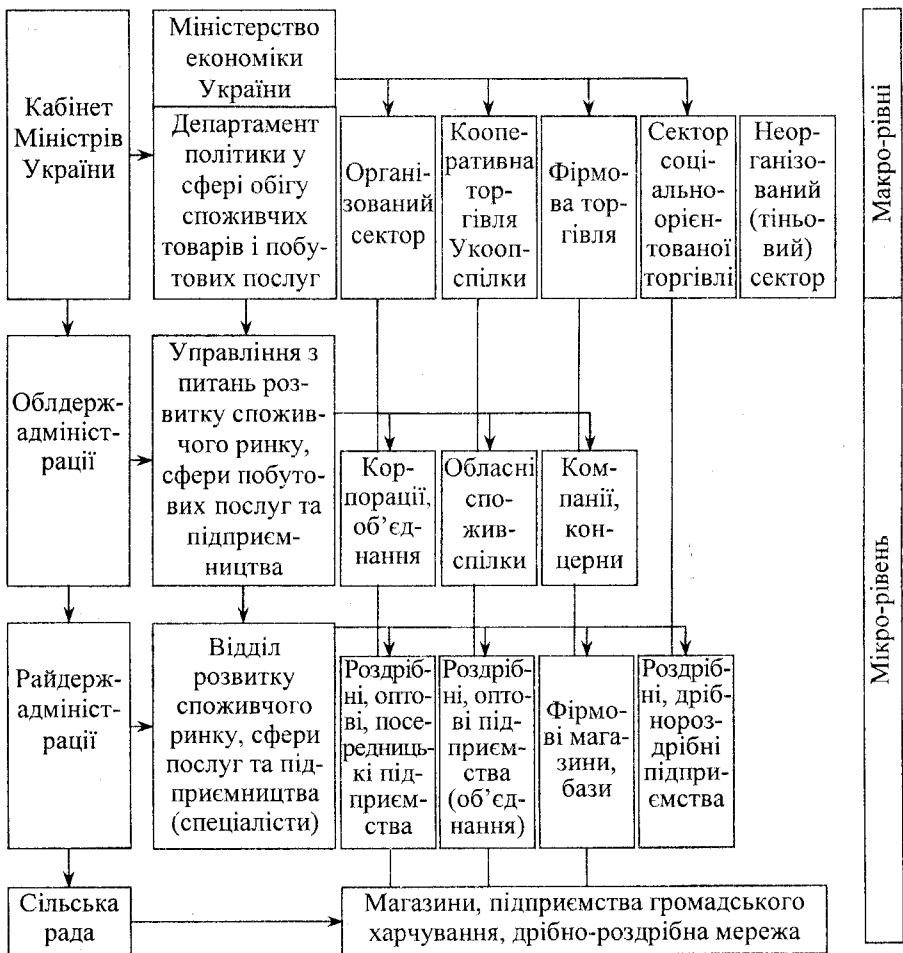 Міністерство
економіки
України
Кабінет
Міністрів
України
Департамент
політики у
сфері обігу
споживчих
товарів і побу-
тових послуг
Органі-
зований
сектор
Коопе-
ративна
тор-
гівля
Укооп-
спілки
Фірмо-
ва тор-
гівля
Сектор
соці-
ально-
орієн-
тованої
торгівлі
Неор-
ганізо-
ваний
(тіньо-
вий)
сектор
Макро-рівні
Облдерж-
адмініст-
рації
Управління з
питань роз-
витку спожив-
чого ринку,
сфери побуто-
вих послуг та
підприєм-
ництва
Кор-
порації,
об’єд-
нання
Обласні
спо-
жив-
спілки
Ком-
панії,
кон-
церни
Мікро-рівень
Райдерж-
адмініст-
рації
Відділ
розвитку
споживчого
ринку, сфери
послуг та під-
приємництва
(спеціалісти)
Роздріб-
ні, опто-
ві, посе-
редниць-
кі під-
приєм-
ства
Роздріб-
ні, опто-
ві під-
приєм-
ства
(об’єд-
нання)
Фірмо-
ві мага-
зини,
бази
Роздріб-
ні, дріб-
нороз-
дрібні
підпри-
ємства
Сільська
рада
Магазини, підприємства громадського
харчування, дрібно-роздрібна мережа